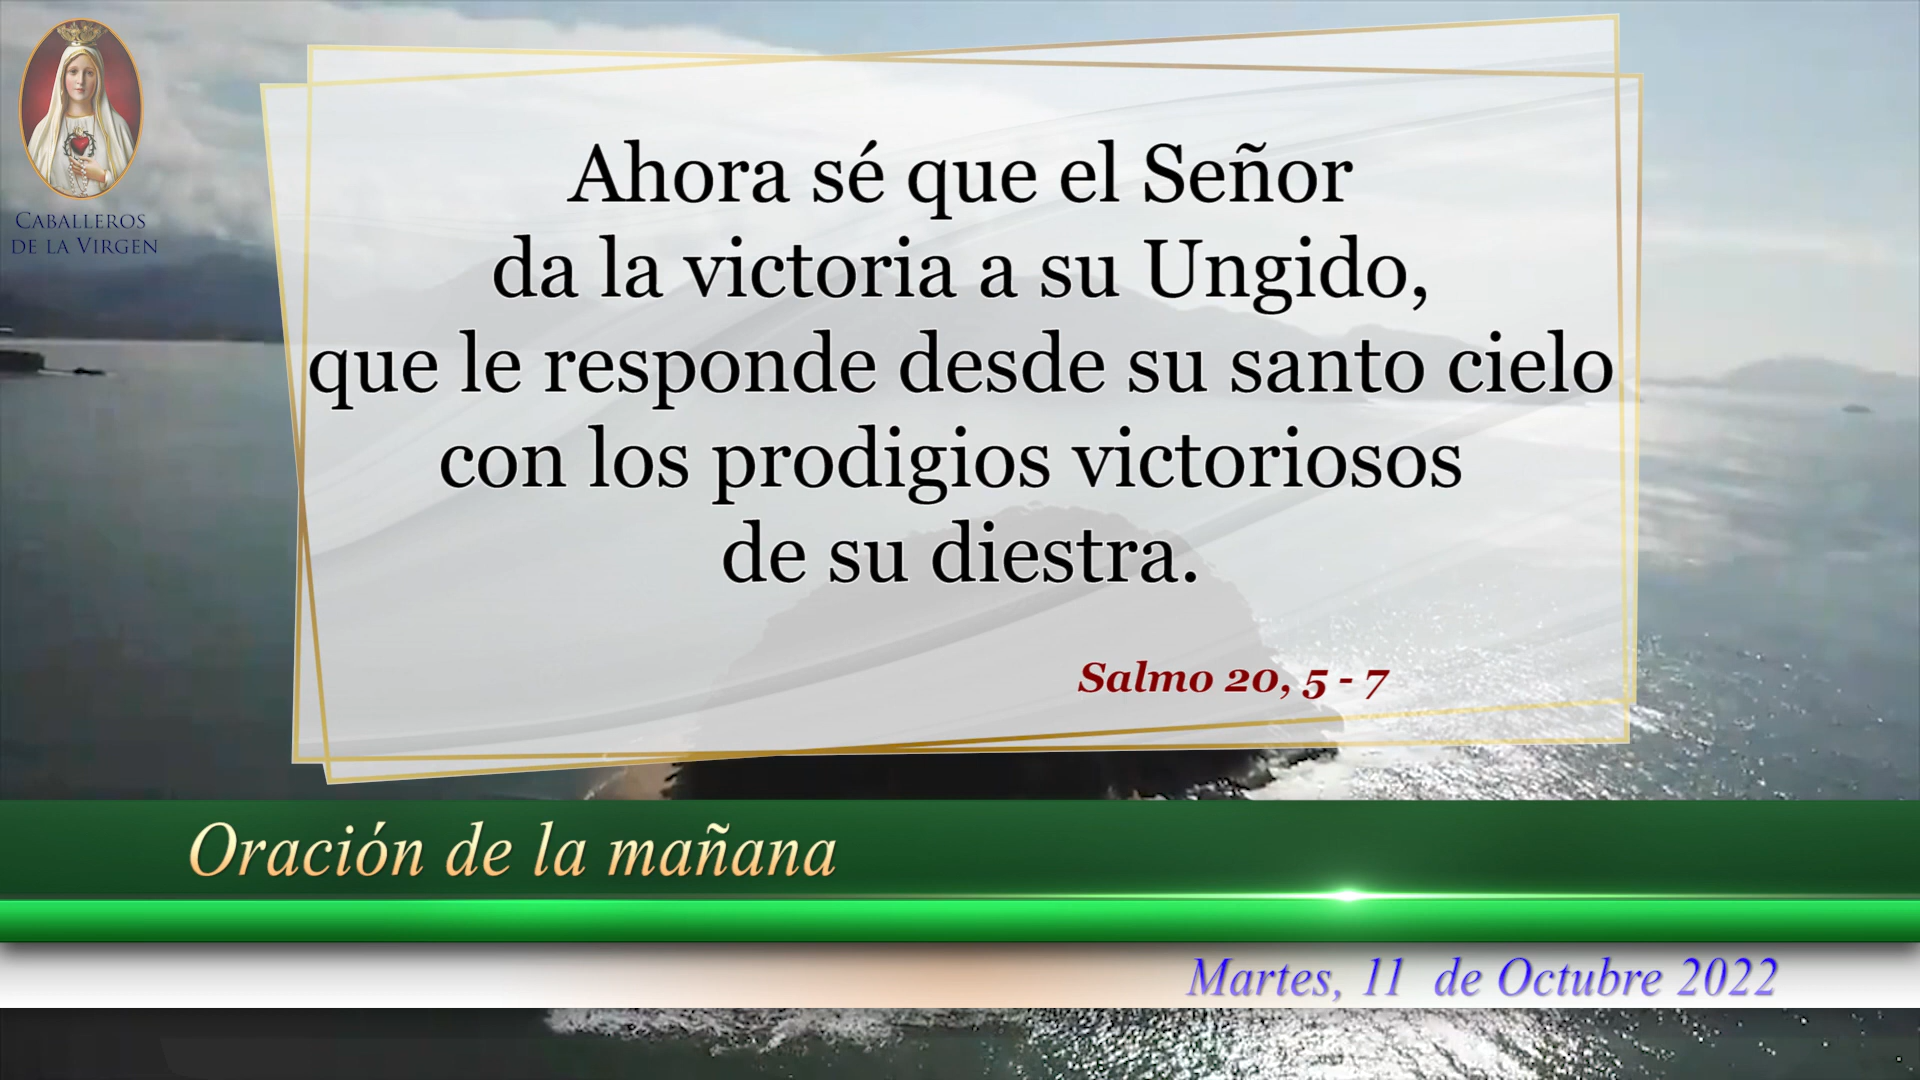 CABALLEROS
DE LA VIRGEN
Ahora sé que el Señor
da la victoria a su Ungido,
que le responde desde su santo cielo
con los prodigios victoriosos
de su diestra.
Salmo 20, 5 - 7
Oración de la mañana
Martes, 11 de Octubre 2022